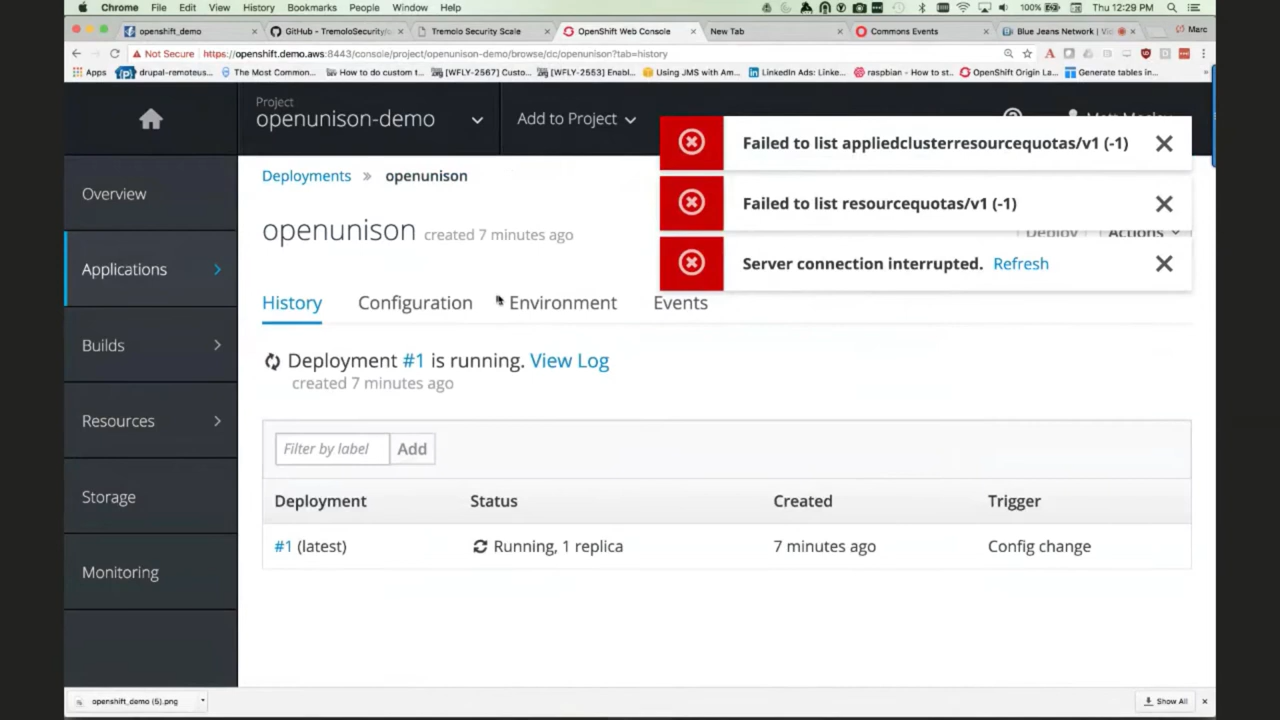 Chrome File Edit View History Bookmarks People Window Help 100% Thu 12:29 PM
openshift_demo GitHub - TremoloSecurity/ Tremolo Security Scale OpenShift Web Console New Tab Commons Events Blue Jeans Network | Marc
Not Secure https://openshift.demo.aws:8443/console/project/openunison-demo/browse/dc/openunison?tab=history
Apps drupal-remoteus... The Most Common... How to do custom t... [WFLY-2567] Custo... [WFLY-2553] Enabl... Using JMS with Am... LinkedIn Ads: Linke... raspbian - How to st... OpenShift Origin La... Generate tables in... »
Project
openunison-demo
Add to Project
Failed to list appliedclusterresourcequotas/v1 (-1)
Failed to list resourcequotas/v1 (-1)
Deploy Actions
Server connection interrupted. Refresh
Overview
Applications
Builds
Resources
Storage
Monitoring
Deployments » openunison
openunison created 7 minutes ago
History Configuration Environment Events
Deployment #1 is running. View Log
created 7 minutes ago
Filter by label Add
Deployment Status Created Trigger
#1 (latest) Running, 1 replica 7 minutes ago Config change
openshift_demo (5).png Show All